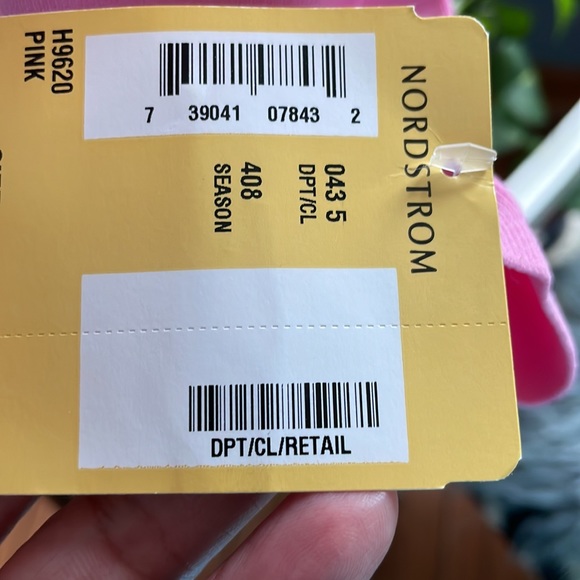 NORDSTROM
H9620
PINK
7 39041 07843 2
043 5
DPT/CL
408
SEASON
DPT/CL/RETAIL